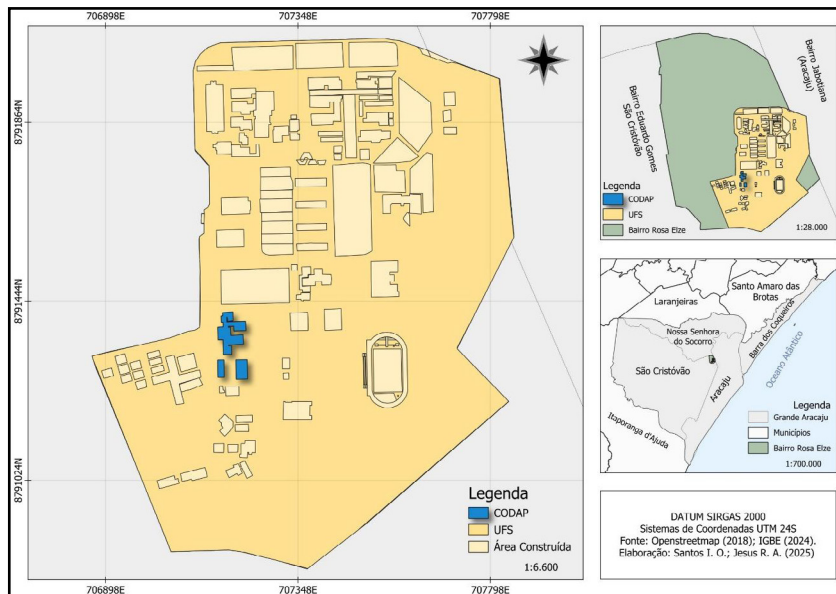 706898E
707348E
707798E
8791864N
8791444N
8791024N
Legenda
CODAP
UFS
Área Construída
1:6.600
706898E
707348E
707798E
Bairro Jabotiana
(Aracaju)
Bairro Eduardo Gomes
São Cristóvão
Legenda
CODAP
UFS
Bairro Rosa Elze
1:28.000
Santo Amaro das
Brotas
Laranjeiras
Nossa Senhora
do Socorro
Barra dos Coqueiros
São Cristóvão
Aracaju
Oceano Atlântico
Itaporanga d'Ajuda
Legenda
Grande Aracaju
Municípios
Bairro Rosa Elze
1:700.000
DATUM SIRGAS 2000
Sistemas de Coordenadas UTM 24S
Fonte: Openstreetmap (2018); IGBE (2024).
Elaboração: Santos I. O.; Jesus R. A. (2025)